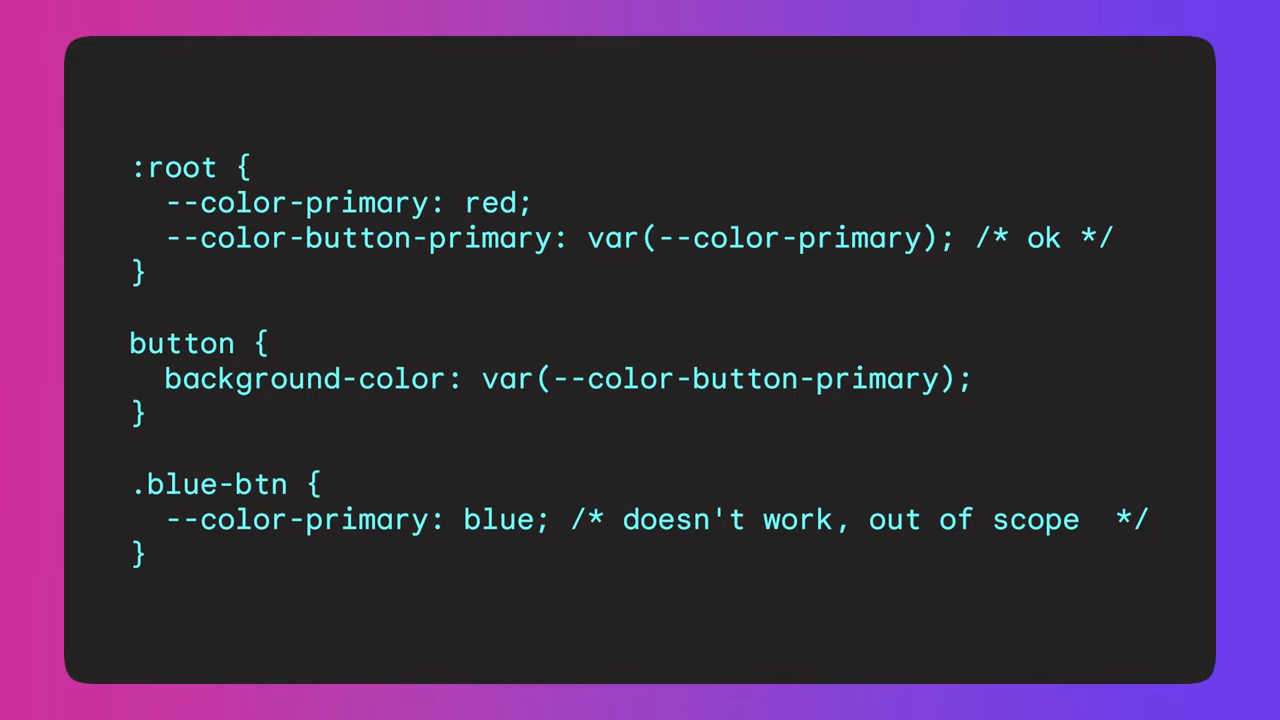 :root {
  --color-primary: red;
  --color-button-primary: var(--color-primary); /* ok */
}

button {
  background-color: var(--color-button-primary);
}

.blue-btn {
  --color-primary: blue; /* doesn't work, out of scope  */
}